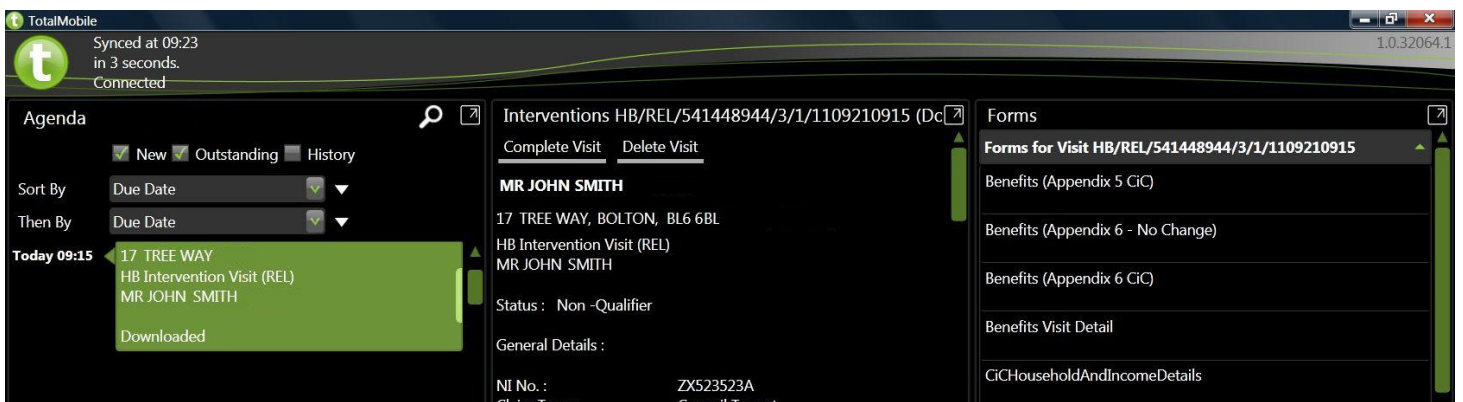 TotalMobile
Synced at 09:23
in 3 seconds.
Connected
1.0.32064.1
Agenda
New Outstanding History
Sort By Due Date
Then By Due Date
Today 09:15
17 TREE WAY
HB Intervention Visit (REL)
MR JOHN SMITH
Downloaded
Interventions HB/REL/541448944/3/1/1109210915 (Dc
Complete Visit Delete Visit
MR JOHN SMITH
17 TREE WAY, BOLTON, BL6 6BL
HB Intervention Visit (REL)
MR JOHN SMITH
Status : Non -Qualifier
General Details :
NI No. : ZX523523A
Forms
Forms for Visit HB/REL/541448944/3/1/1109210915
Benefits (Appendix 5 CiC)
Benefits (Appendix 6 - No Change)
Benefits (Appendix 6 CiC)
Benefits Visit Detail
CiCHouseholdAndIncomeDetails